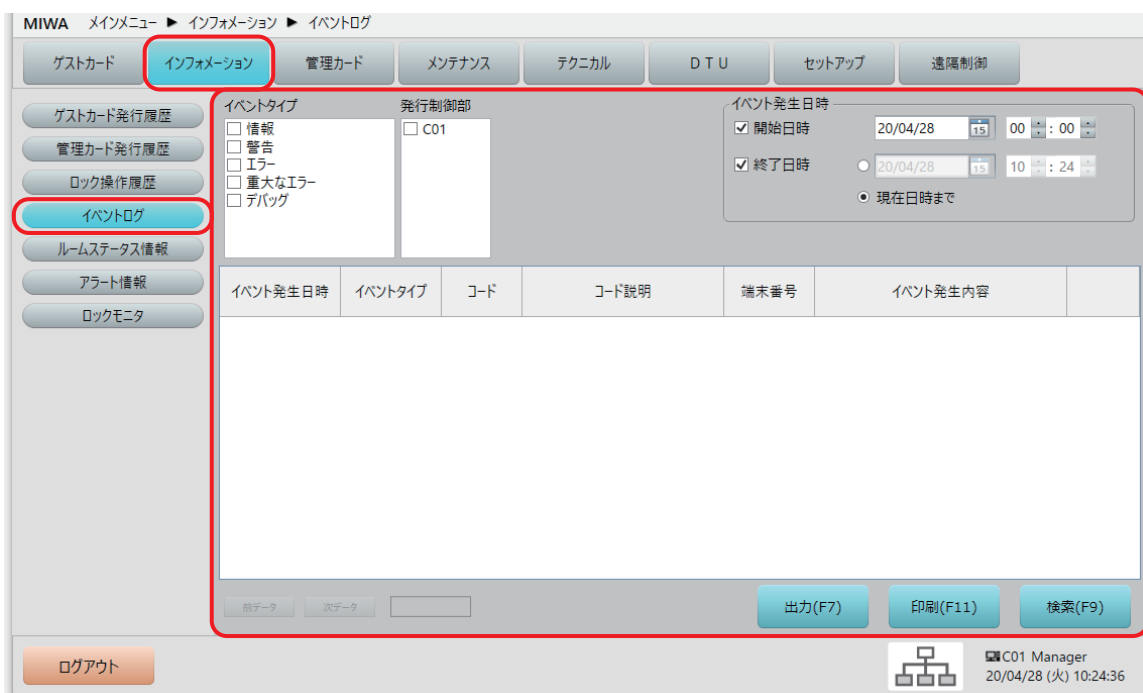 MIWA メインメニュー ▶ インフォメーション ▶ イベントログ
ゲストカード インフォメーション 管理カード メンテナンス テクニカル DTU セットアップ 遠隔制御
ゲストカード発行履歴
管理カード発行履歴
ロック操作履歴
イベントログ
ルームステータス情報
アラート情報
ロックモニタ
イベントタイプ
情報
警告
エラー
重大なエラー
デバッグ
発行制御部
C01
イベント発生日時
開始日時 20/04/28 15 00 : 00
終了日時 20/04/28 15 10 : 24
現在日時まで
イベント発生日時 イベントタイプ コード コード説明 端末番号 イベント発生内容
前データ 次データ 出力(F7) 印刷(F11) 検索(F9)
ログアウト
C01 Manager
20/04/28 (火) 10:24:36